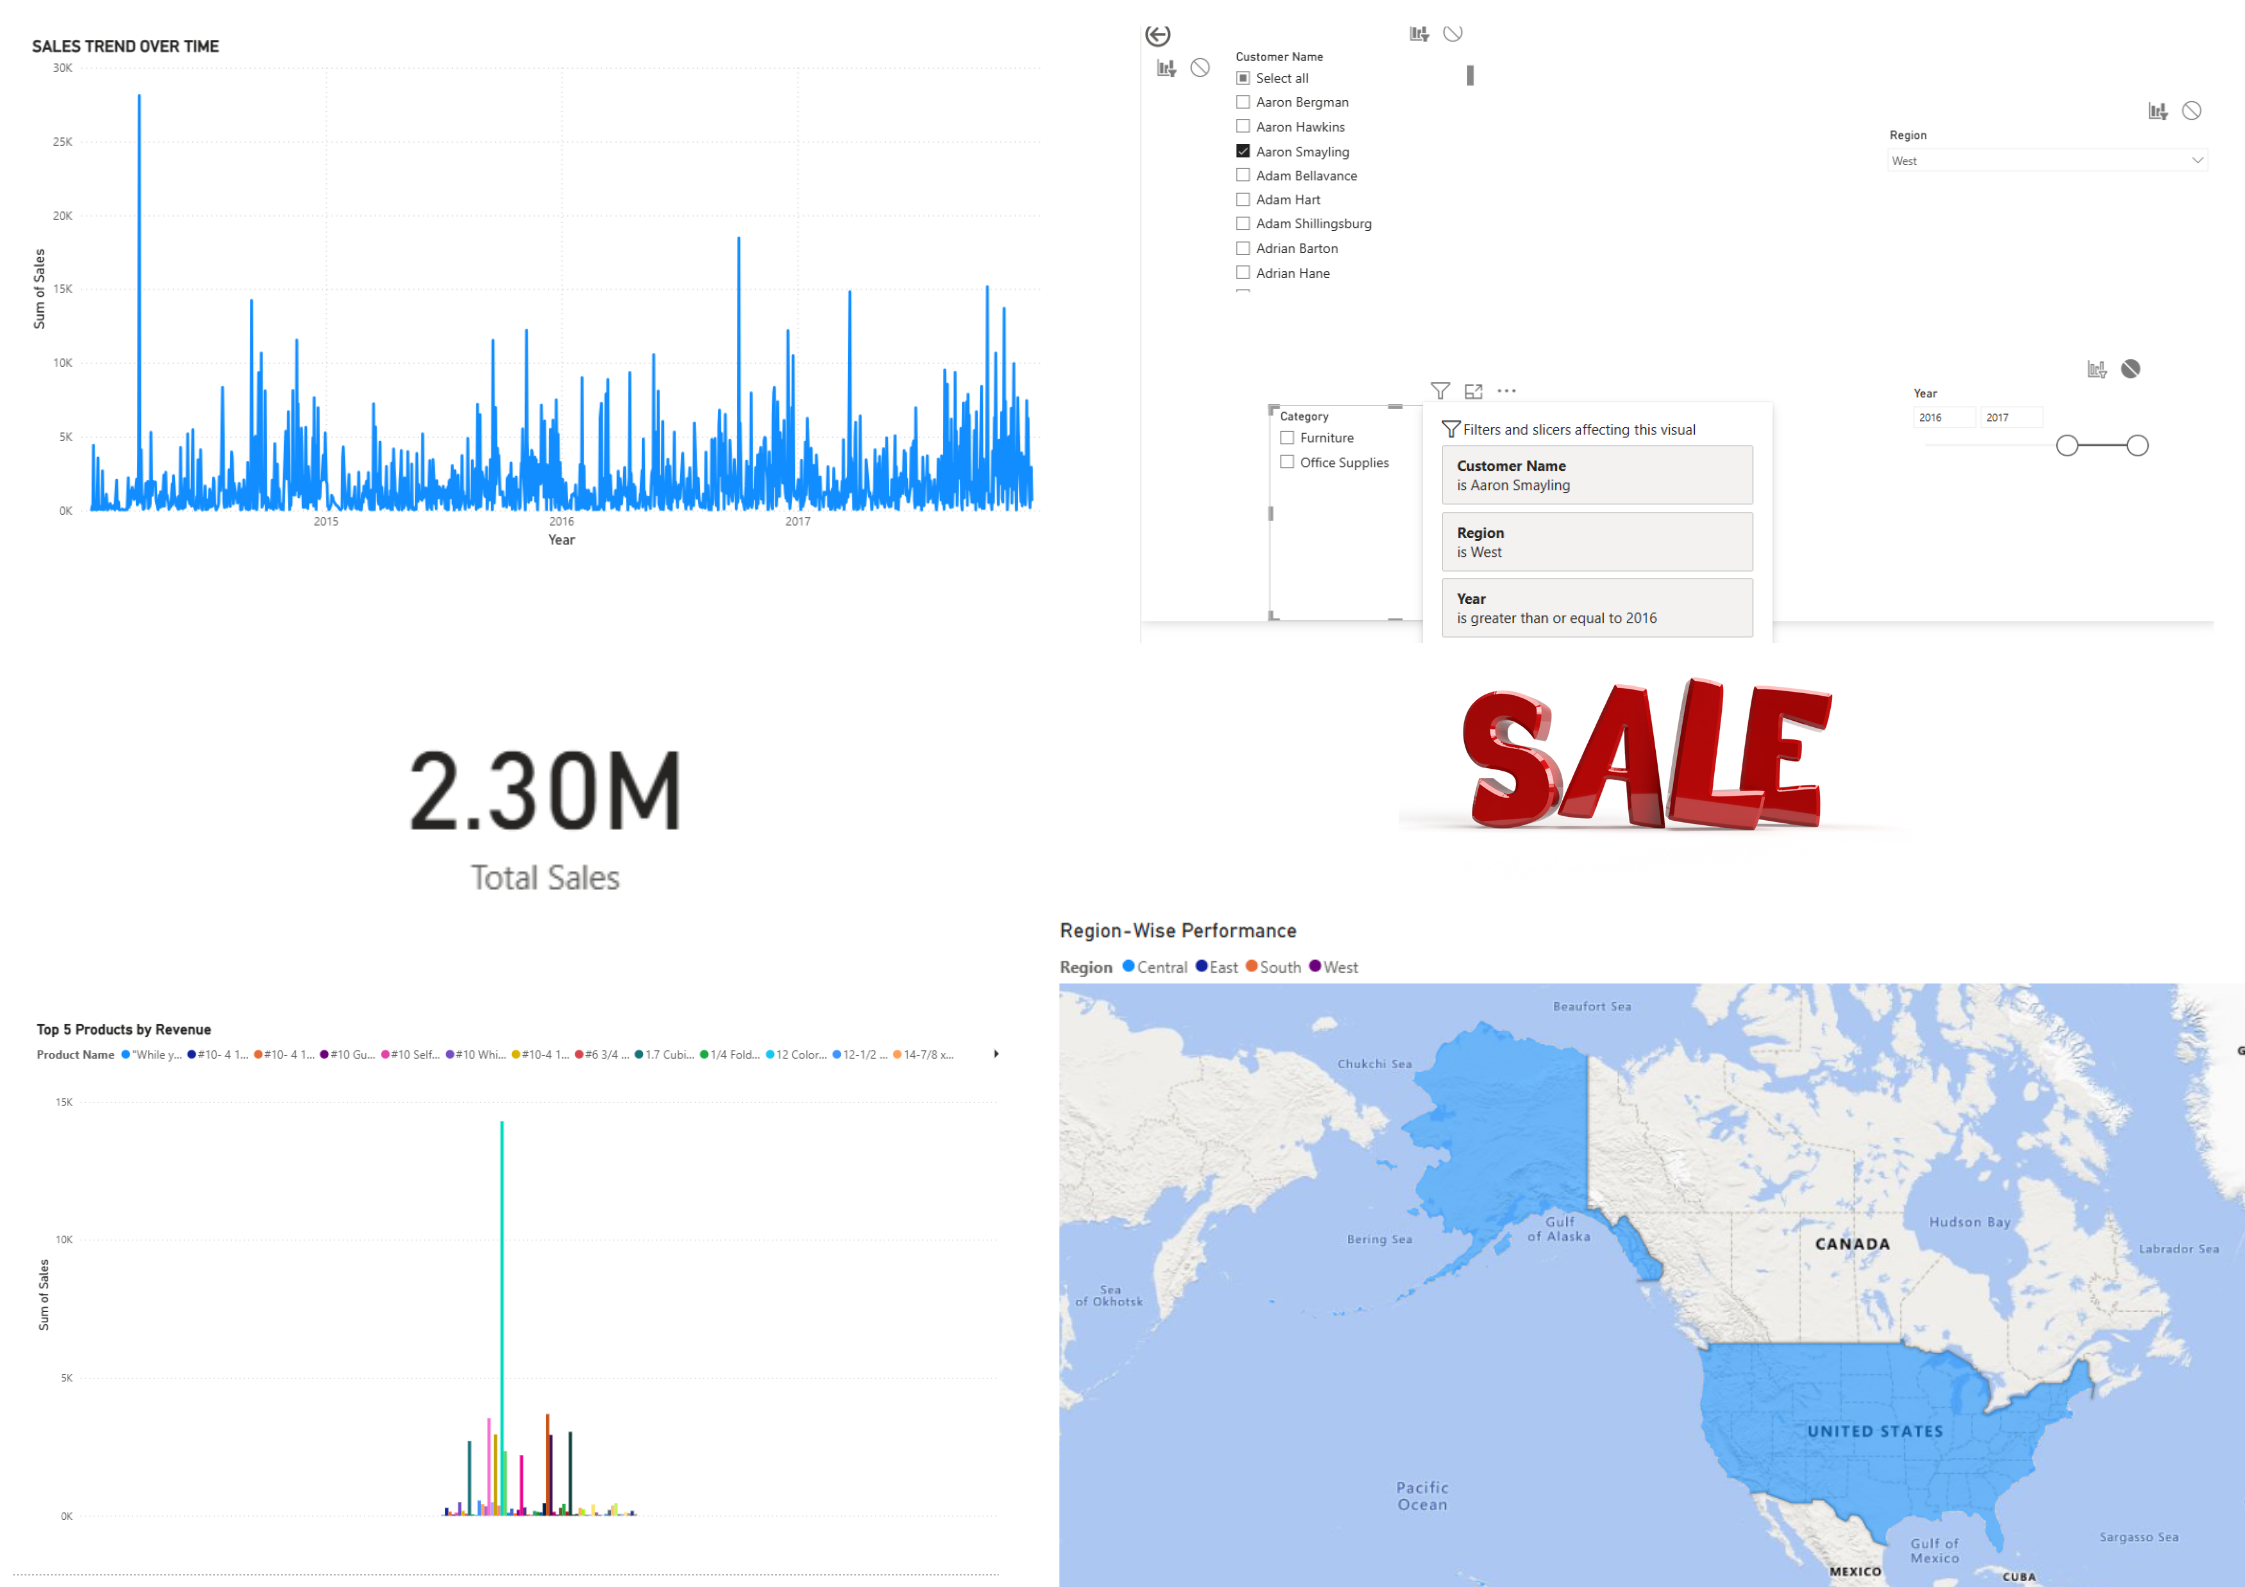 SALES TREND OVER TIME
30K
25K
20K
15K
10K
5K
0K
Sum of Sales
2015
2016
2017
Year
Customer Name
Select all
Aaron Bergman
Aaron Hawkins
Aaron Smayling
Adam Bellavance
Adam Hart
Adam Shillingsburg
Adrian Barton
Adrian Hane
Region
West
Category
Furniture
Office Supplies
Filters and slicers affecting this visual
Customer Name
is Aaron Smayling
Region
is West
Year
is greater than or equal to 2016
Year
2016 2017
2.30M
Total Sales
SALE
Top 5 Products by Revenue
Product Name "While y... #10- 4 1... #10- 4 1... #10 Gu... #10 Self... #10 Whi... #10-4 1... #6 3/4 ... 1.7 Cubi... 1/4 Fold... 12 Color... 12-1/2 ... 14-7/8 x...
15K
10K
5K
0K
Sum of Sales
Region-Wise Performance
Region Central East South West
Beaufort Sea
Chukchi Sea
G
Bering Sea
Gulf
of Alaska
Hudson Bay
CANADA
Labrador Sea
Sea
of Okhotsk
UNITED STATES
Pacific
Ocean
Gulf of
Mexico
Sargasso Sea
MEXICO
CUBA